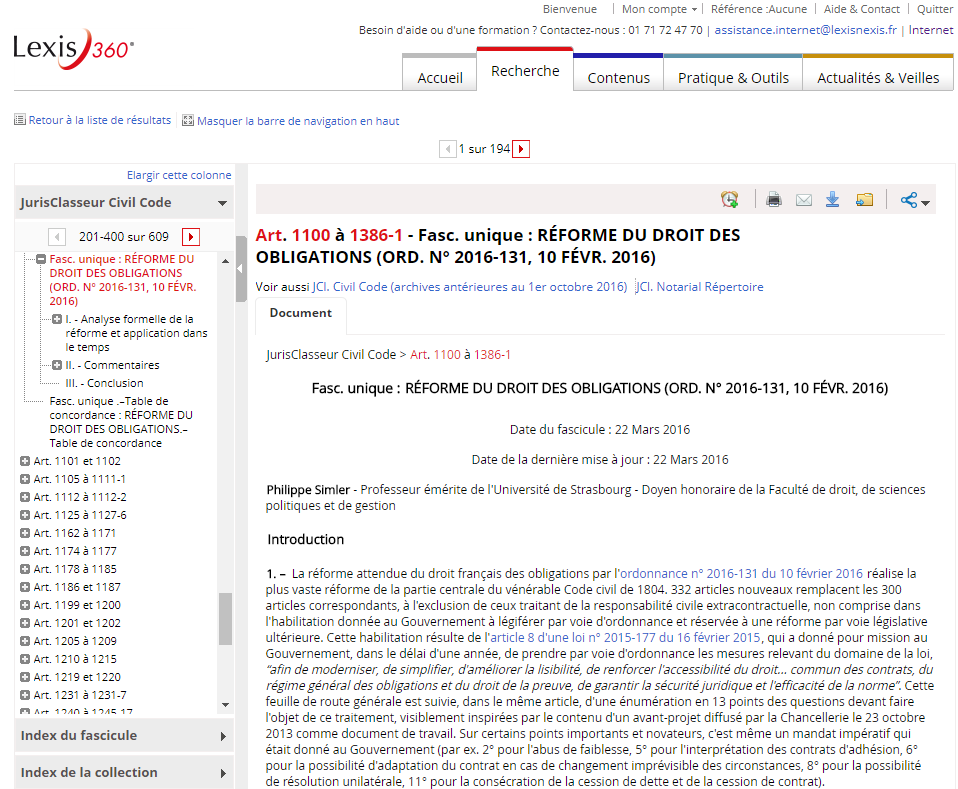 Bienvenue | Mon compte | Référence :Aucune | Aide & Contact | Quitter
Besoin d'aide ou d'une formation ? Contactez-nous : 01 71 72 47 70 | assistance.internet@lexisnexis.fr | Internet
Lexis 360®
Accueil
Recherche
Contenus
Pratique & Outils
Actualités & Veilles
Retour à la liste de résultats
Masquer la barre de navigation en haut
1 sur 194
Elargir cette colonne
JurisClasseur Civil Code
201-400 sur 609
Fasc. unique : RÉFORME DU
DROIT DES OBLIGATIONS
(ORD. N° 2016-131, 10 FÉVR.
2016)
I. - Analyse formelle de la
réforme et application dans
le temps
II. - Commentaires
III. - Conclusion
Fasc. unique .–Table de
concordance : RÉFORME DU
DROIT DES OBLIGATIONS.–
Table de concordance
Art. 1101 et 1102
Art. 1105 à 1111-1
Art. 1112 à 1112-2
Art. 1125 à 1127-6
Art. 1162 à 1171
Art. 1174 à 1177
Art. 1178 à 1185
Art. 1186 et 1187
Art. 1199 et 1200
Art. 1201 et 1202
Art. 1205 à 1209
Art. 1210 à 1215
Art. 1219 et 1220
Art. 1231 à 1231-7
Art. 1240 à 1245-17
Index du fascicule
Index de la collection
Art. 1100 à 1386-1 - Fasc. unique : RÉFORME DU DROIT DES
OBLIGATIONS (ORD. N° 2016-131, 10 FÉVR. 2016)
Voir aussi JCl. Civil Code (archives antérieures au 1er octobre 2016) JCl. Notarial Répertoire
Document
JurisClasseur Civil Code > Art. 1100 à 1386-1
Fasc. unique : RÉFORME DU DROIT DES OBLIGATIONS (ORD. N° 2016-131, 10 FÉVR. 2016)
Date du fascicule : 22 Mars 2016
Date de la dernière mise à jour : 22 Mars 2016
Philippe Simler - Professeur émérite de l'Université de Strasbourg - Doyen honoraire de la Faculté de droit, de sciences
politiques et de gestion
Introduction
1. – La réforme attendue du droit français des obligations par l'ordonnance n° 2016-131 du 10 février 2016 réalise la
plus vaste réforme de la partie centrale du vénérable Code civil de 1804. 332 articles nouveaux remplacent les 300
articles correspondants, à l'exclusion de ceux traitant de la responsabilité civile extracontractuelle, non comprise dans
l'habilitation donnée au Gouvernement à légiférer par voie d'ordonnance et réservée à une réforme par voie législative
ultérieure. Cette habilitation résulte de l'article 8 d'une loi n° 2015-177 du 16 février 2015, qui a donné pour mission au
Gouvernement, dans le délai d'une année, de prendre par voie d'ordonnance les mesures relevant du domaine de la loi,
“afin de moderniser, de simplifier, d'améliorer la lisibilité, de renforcer l'accessibilité du droit... commun des contrats, du
régime général des obligations et du droit de la preuve, de garantir la sécurité juridique et l'efficacité de la norme”. Cette
feuille de route générale est suivie, dans le même article, d'une énumération en 13 points des questions devant faire
l'objet de ce traitement, visiblement inspirées par le contenu d'un avant-projet diffusé par la Chancellerie le 23 octobre
2013 comme document de travail. Sur certains points importants et novateurs, c'est même un mandat impératif qui
était donné au Gouvernement (par ex. 2° pour l'abus de faiblesse, 5° pour l'interprétation des contrats d'adhésion, 6°
pour la possibilité d'adaptation du contrat en cas de changement imprévisible des circonstances, 8° pour la possibilité
de résolution unilatérale, 11° pour la consécration de la cession de dette et de la cession de contrat).